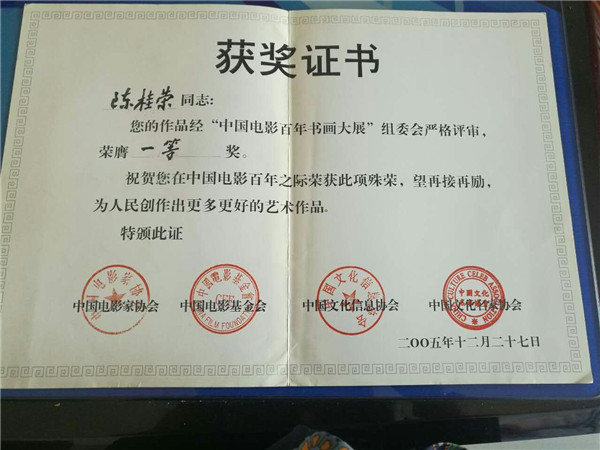 获奖证书
陈桂荣同志：
您的作品经“中国电影百年书画大展”组委会严格评审，
荣膺一等奖。
祝贺您在中国电影百年之际荣获此项殊荣，望再接再励，
为人民创作出更多更好的艺术作品。
特颁此证
中国电影家协会 中国电影基金会 中国文化信息协会 中国文化名家协会
二〇〇五年十二月二十七日